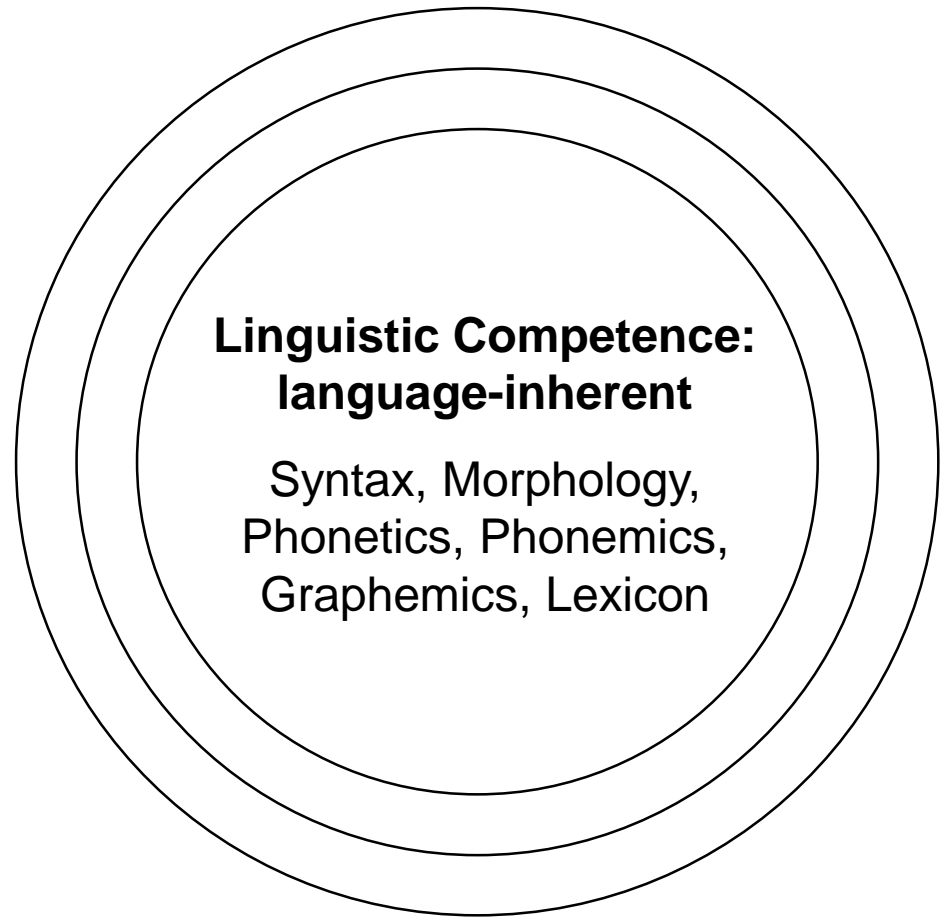 Linguistic Competence:
language-inherent
Syntax, Morphology,
Phonetics, Phonemics,
Graphemics, Lexicon